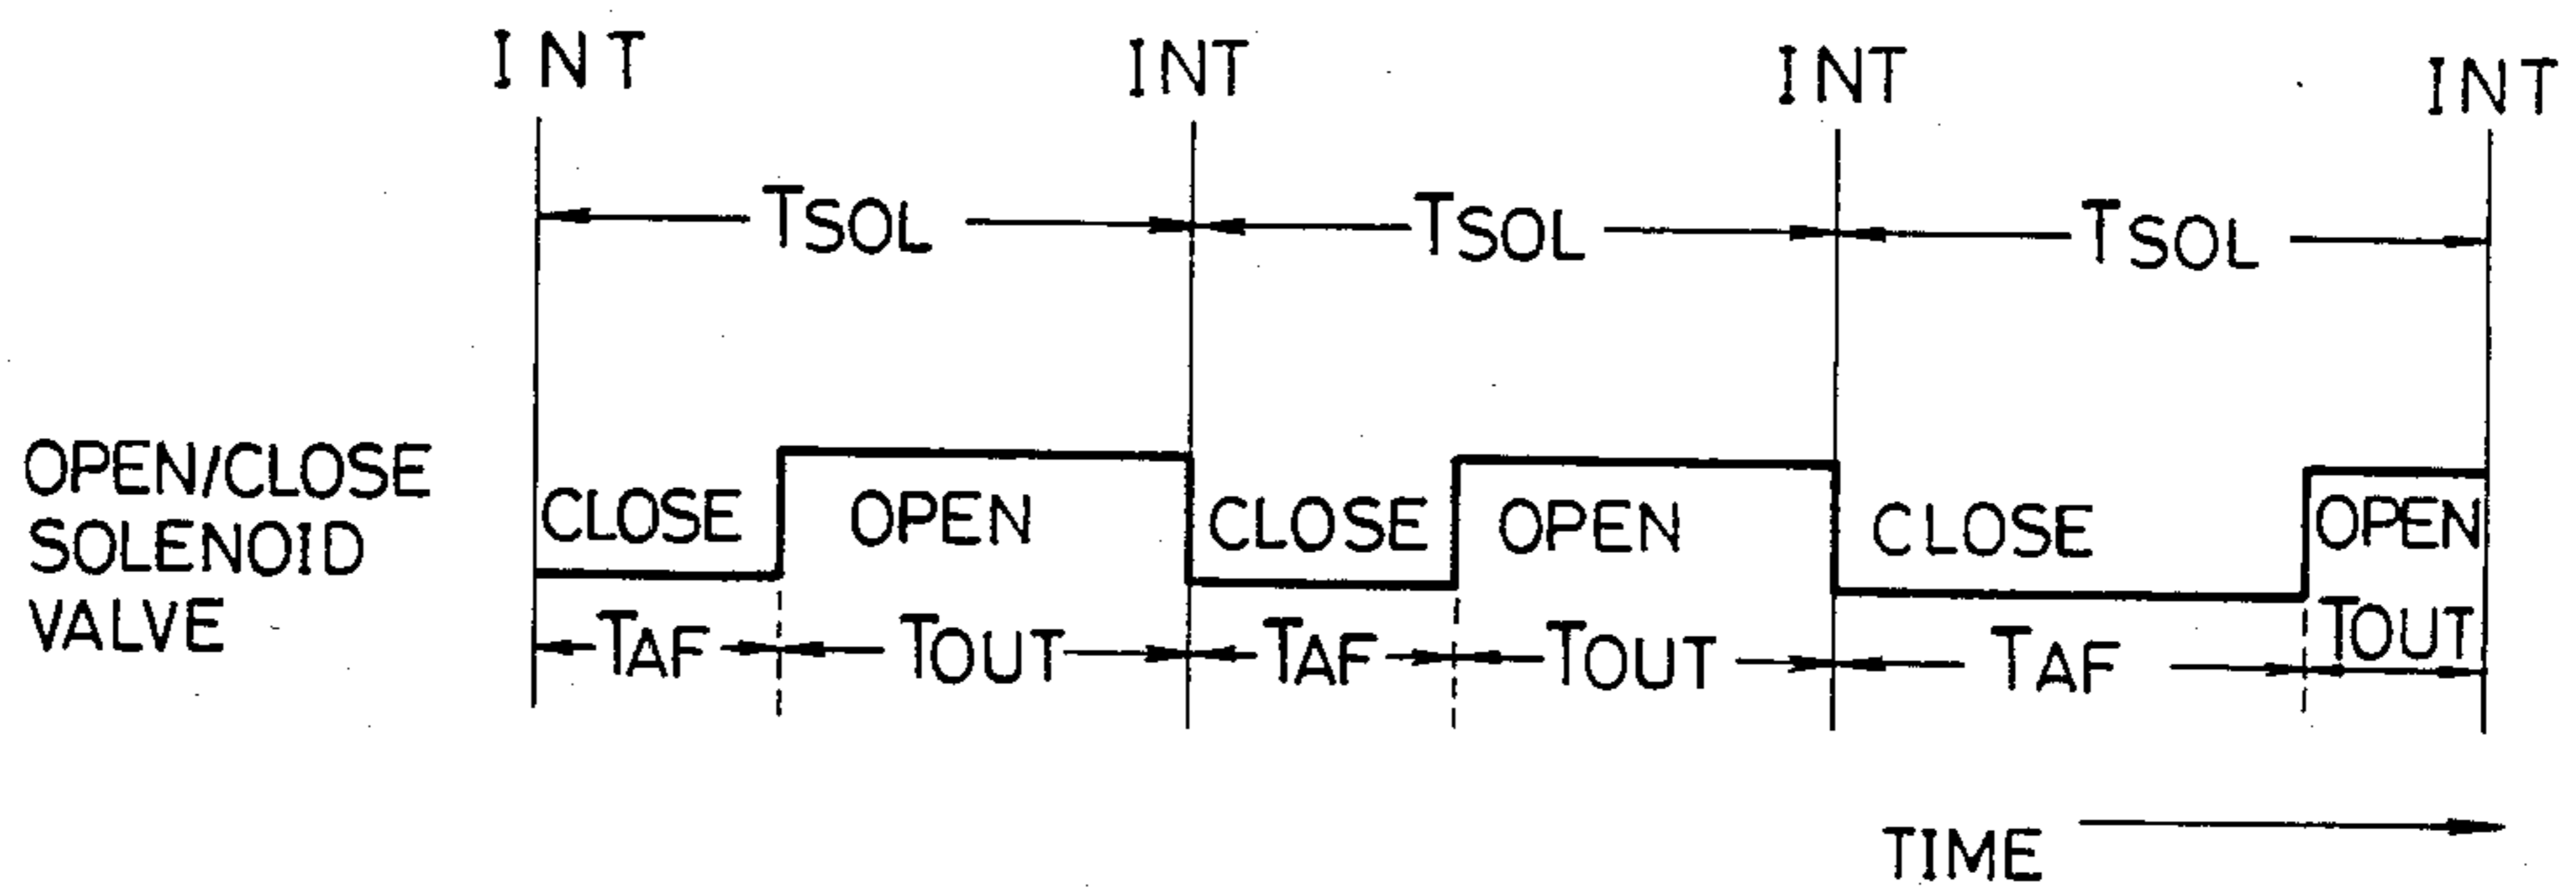 INT INT INT INT
TSOL TSOL TSOL
OPEN/CLOSE
SOLENOID
VALVE
CLOSE OPEN CLOSE OPEN CLOSE OPEN
TAF TOUT TAF TOUT TAF TOUT
TIME